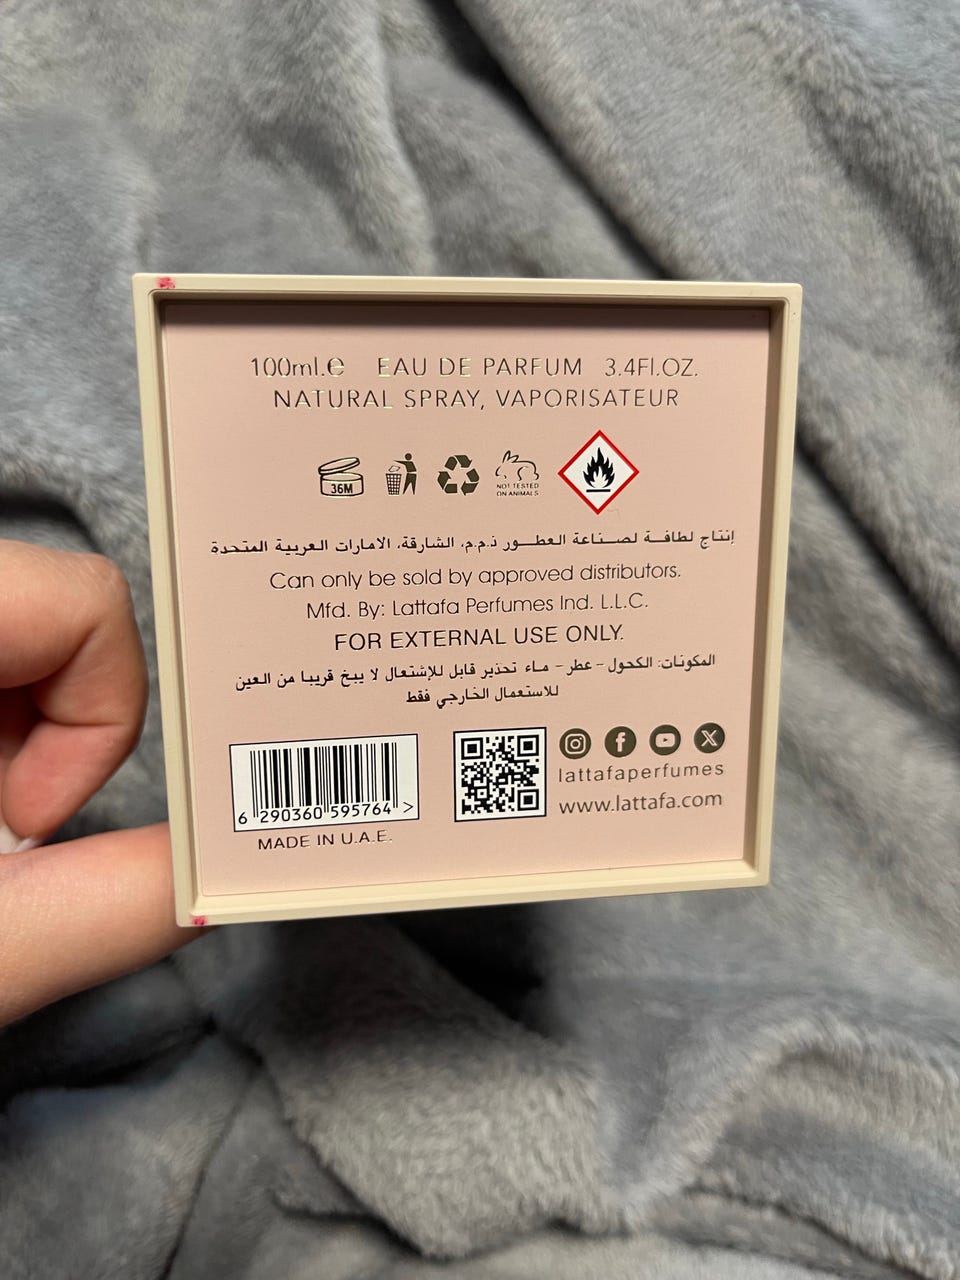 100ml.e EAU DE PARFUM 3.4Fl.OZ.
NATURAL SPRAY, VAPORISATEUR
36M
NOT TESTED
ON ANIMALS
إنتاج لطافة لصناعة العطور ذ.م.م، الشارقة، الامارات العربية المتحدة
Can only be sold by approved distributors.
Mfd. By: Lattafa Perfumes Ind. L.L.C.
FOR EXTERNAL USE ONLY.
المكونات: الكحول - عطر - ماء تحذير قابل للإشتعال لا يبخ قريبا من العين
للاستعمال الخارجي فقط
6 290360 595764 >
MADE IN U.A.E.
lattafaperfumes
www.lattafa.com